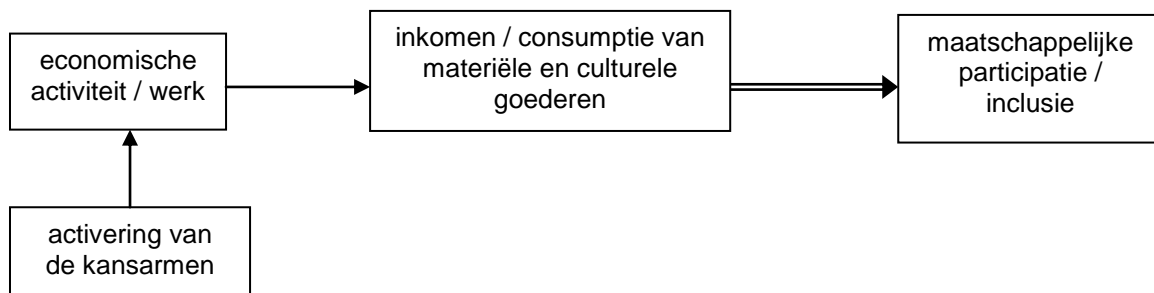 economische
activiteit / werk
inkomen / consumptie van
materiële en culturele
goederen
maatschappelijke
participatie /
inclusie
activering van
de kansarmen